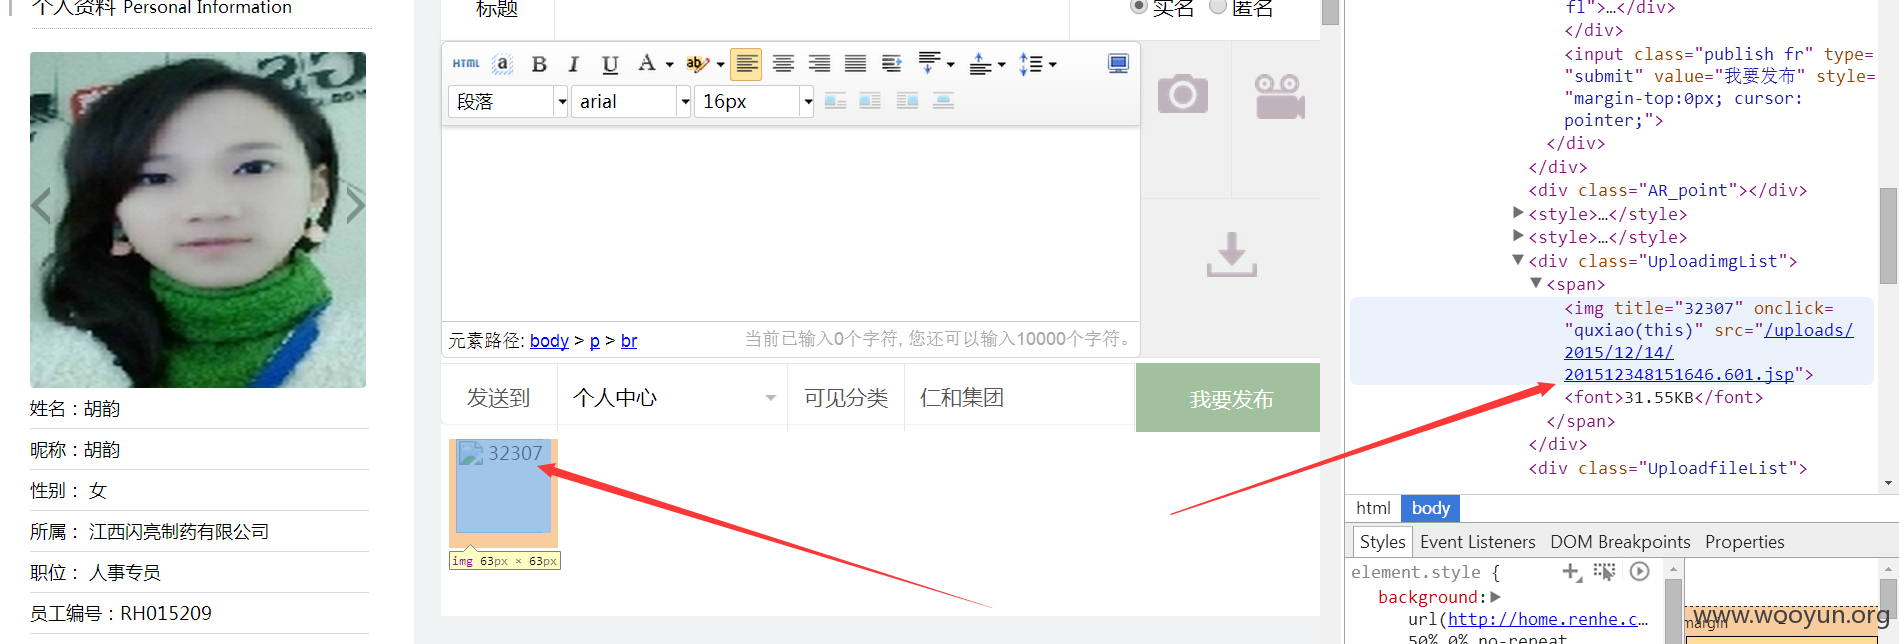 个人资料 Personal Information
姓名：胡韵
昵称：胡韵
性别： 女
所属： 江西闪亮制药有限公司
职位： 人事专员
员工编号：RH015209
标题
实名 匿名
HTML a B I U A ab
段落 arial 16px
元素路径: body > p > br 当前已输入0个字符, 您还可以输入10000个字符。
发送到 个人中心 可见分类 仁和集团 我要发布
32307
img 63px × 63px
fl">…</div>
</div>
<input class="publish fr" type=
"submit" value="我要发布" style=
"margin-top:0px; cursor:
pointer;">
</div>
</div>
<div class="AR_point"></div>
<style>…</style>
<style>…</style>
<div class="UploadimgList">
<span>
<img title="32307" onclick=
"quxiao(this)" src="/uploads/
2015/12/14/
201512348151646.601.jsp">
<font>31.55KB</font>
</span>
</div>
<div class="UploadfileList">
html body
Styles Event Listeners DOM Breakpoints Properties
element.style {
background:
url(http://home.renhe.c…
50% 0% no-repeat
margin
www.wooyun.org